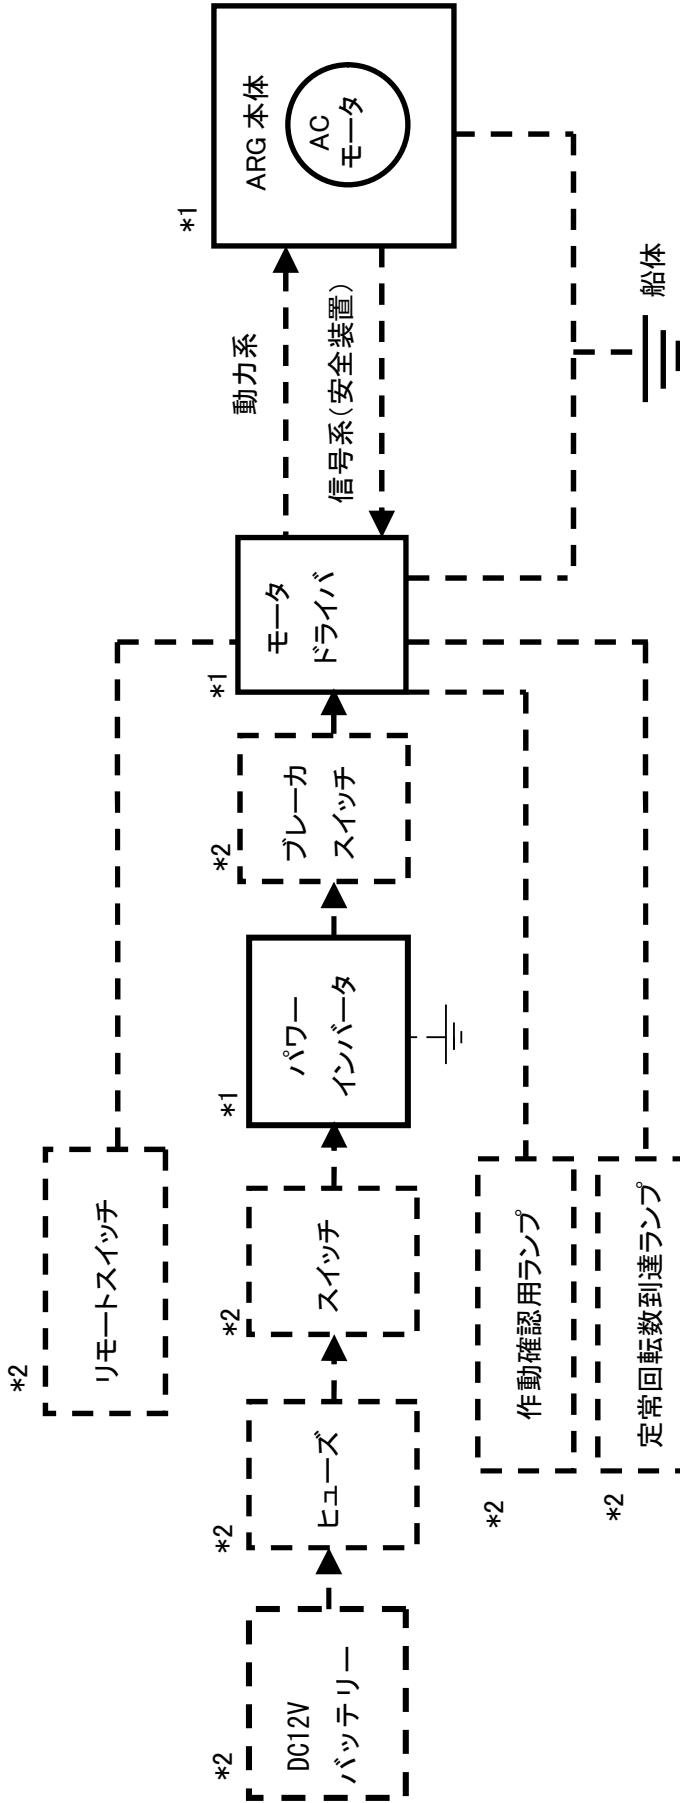 *2
リモートスイッチ
*2
DC12V
バッテリー
*2
ヒューズ
*2
スイッチ
*1
パワー
インバータ
*2
ブレーカ
スイッチ
*1
モータ
ドライバ
動力系
信号系(安全装置)
*1
ARG 本体
AC
モータ
*2
作動確認用ランプ
*2
定常回転数到達ランプ
船体